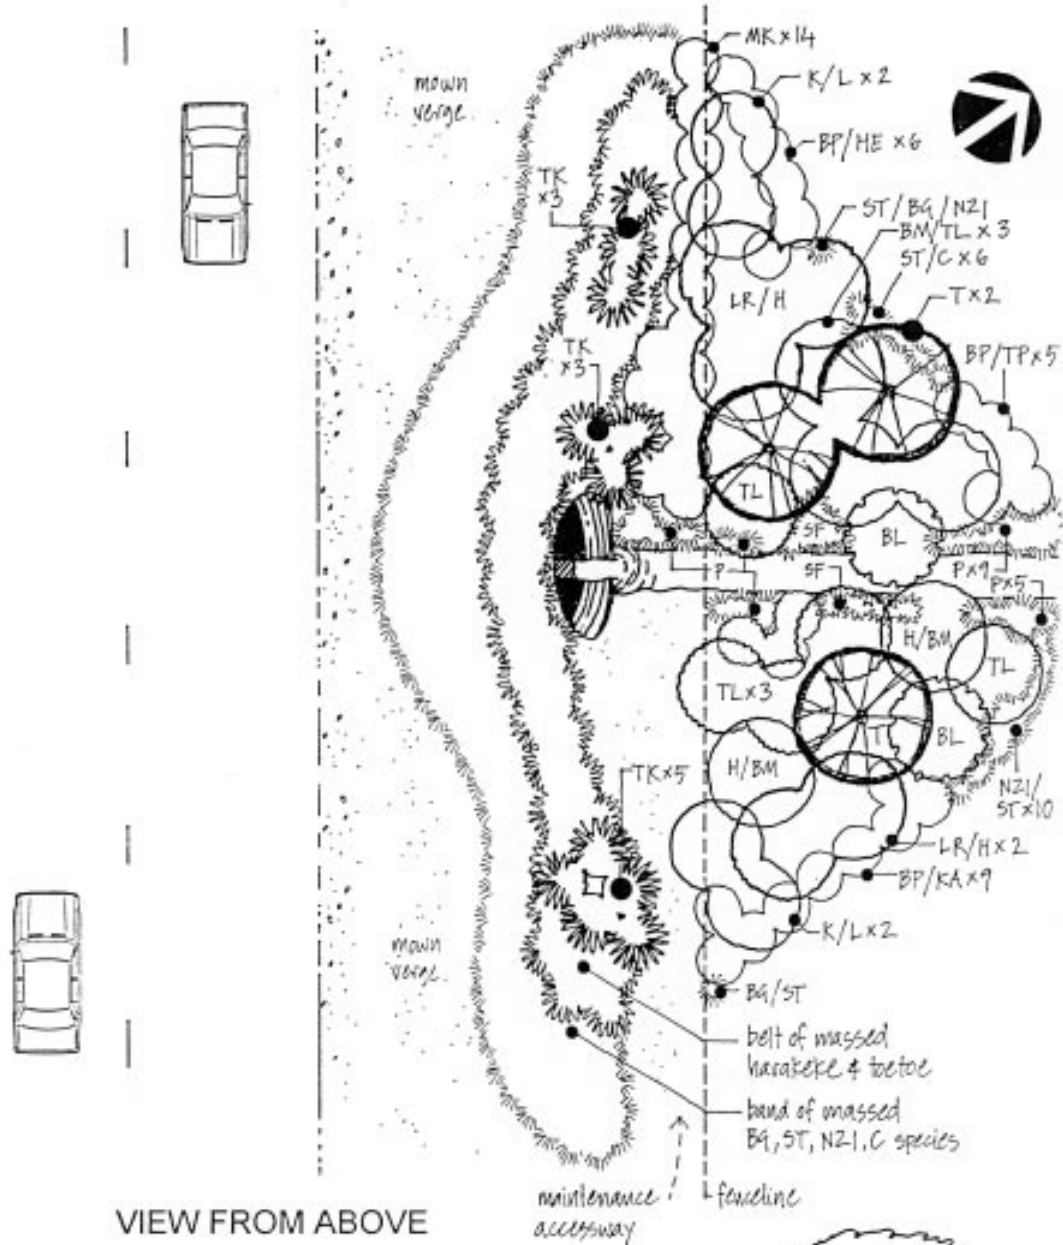 MK x 14
K/L x 2
mown
verge
BP/HE x 6
TK
x3
ST/BG/NZI
BM/TL x 3
ST/C x 6
LR/H
T x 2
TK
x3
BP/TP x 5
TL
SF
BL
P
SF
P x 9
P x 5
H/BM
TL
TL x 3
T
BL
H/BM
TK x 5
NZI/
ST x 10
LR/H x 2
BP/KA x 9
K/L x 2
mown
verge
BG/ST
belt of massed
harakeke & toetoe
band of massed
BG, ST, NZI, C species
maintenance
accessway
fenceline
VIEW FROM ABOVE